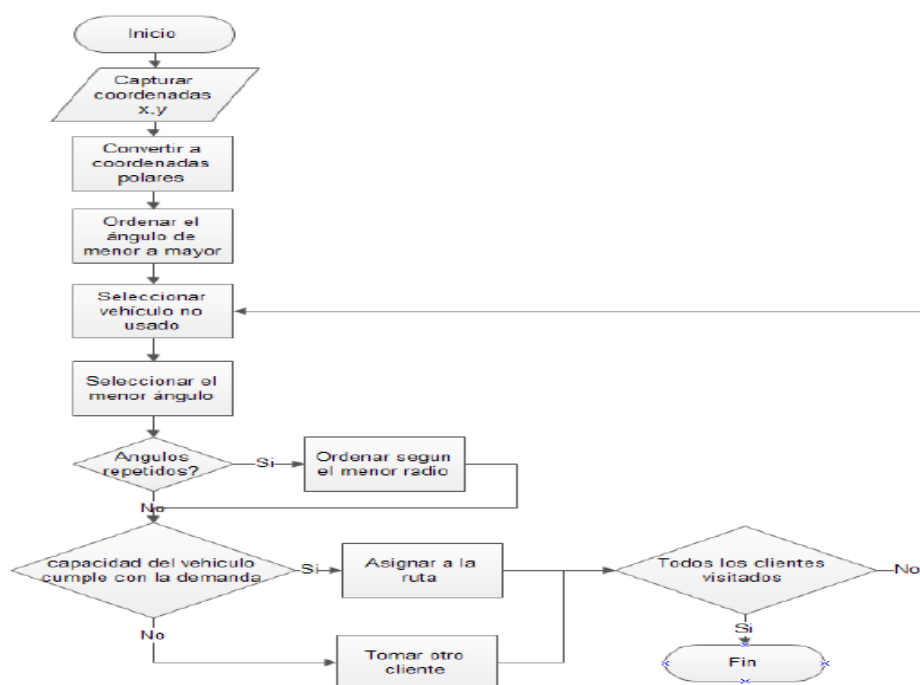 Inicio
Capturar
coordenadas
x,y
Convertir a
coordenadas
polares
Ordenar el
ángulo de
menor a mayor
Seleccionar
vehículo no
usado
Seleccionar el
menor ángulo
Angulos
repetidos?
Si
Ordenar segun
el menor radio
No
capacidad del vehiculo
cumple con la demanda
Si
Asignar a la
ruta
No
Tomar otro
cliente
Todos los clientes
visitados
No
Si
Fin